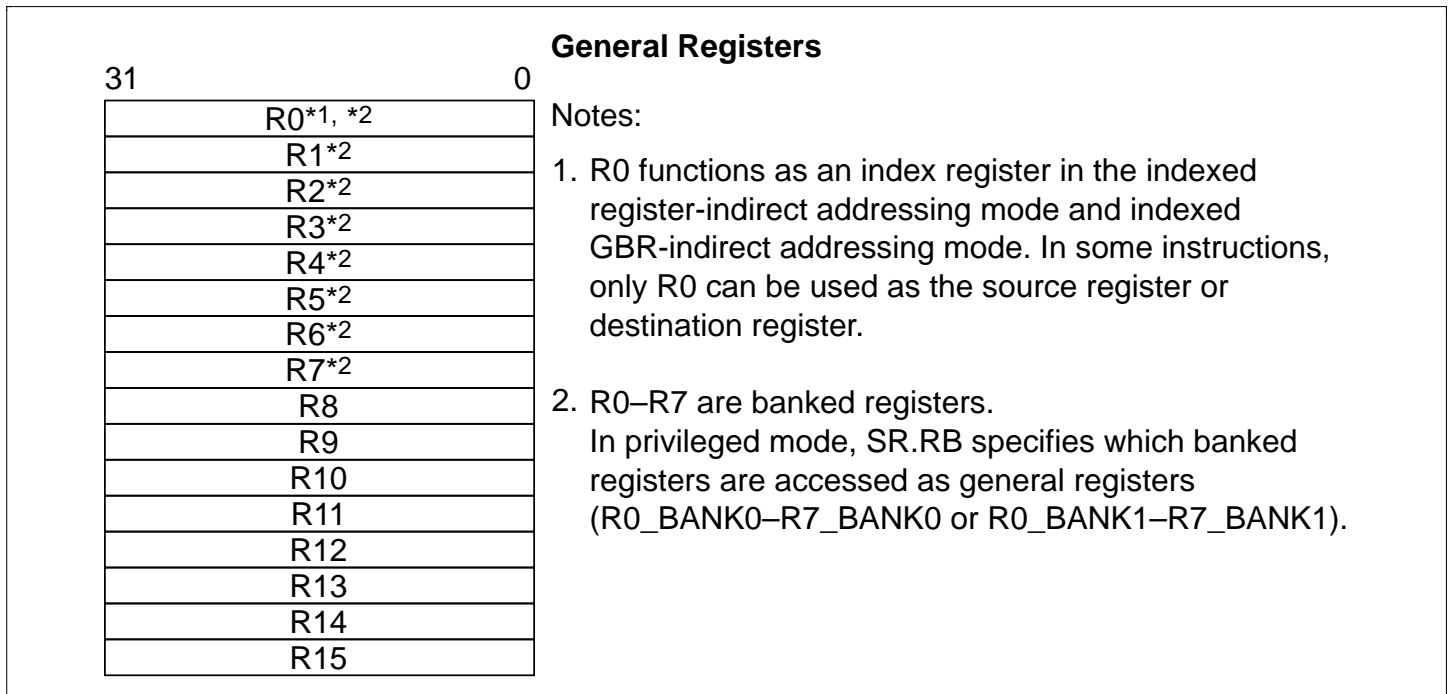 General Registers
31 0
R0*1, *2
R1*2
R2*2
R3*2
R4*2
R5*2
R6*2
R7*2
R8
R9
R10
R11
R12
R13
R14
R15
Notes:
1. R0 functions as an index register in the indexed
register-indirect addressing mode and indexed
GBR-indirect addressing mode. In some instructions,
only R0 can be used as the source register or
destination register.
2. R0–R7 are banked registers.
In privileged mode, SR.RB specifies which banked
registers are accessed as general registers
(R0_BANK0–R7_BANK0 or R0_BANK1–R7_BANK1).